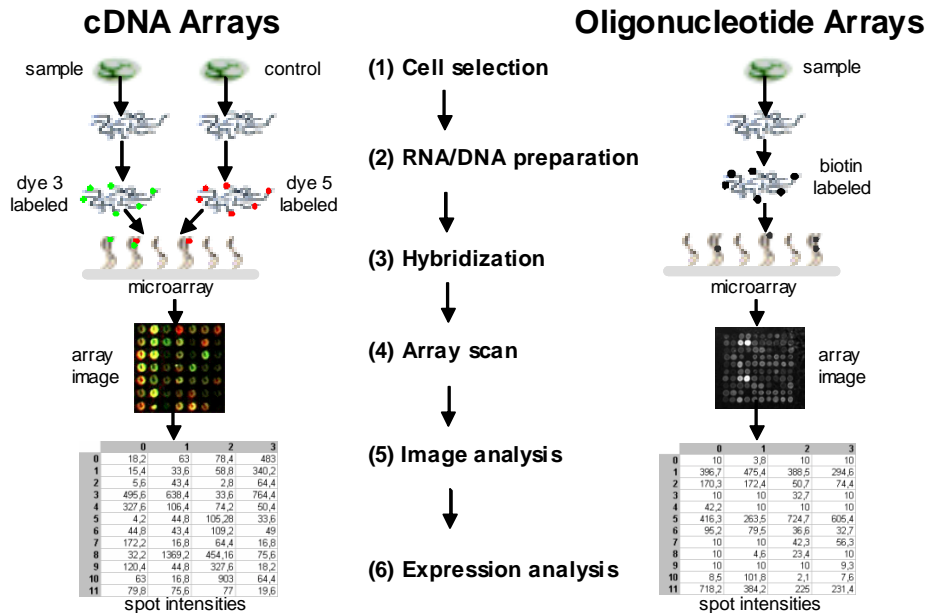 cDNA Arrays
Oligonucleotide Arrays
sample
control
(1) Cell selection
sample
(2) RNA/DNA preparation
dye 3
labeled
dye 5
labeled
biotin
labeled
(3) Hybridization
microarray
microarray
array
image
(4) Array scan
array
image
(5) Image analysis
0 1 2 3
0 18,2 63 78,4 483
1 15,4 33,6 58,8 340,2
2 5,6 43,4 2,8 64,4
3 495,6 638,4 33,6 764,4
4 327,6 106,4 74,2 50,4
5 4,2 44,8 105,28 33,6
6 44,8 43,4 109,2 49
7 172,2 16,8 64,4 16,8
8 32,2 1369,2 454,16 75,6
9 120,4 44,8 327,6 18,2
10 63 16,8 903 64,4
11 79,8 75,6 77 19,6
spot intensities
(6) Expression analysis
0 1 2 3
0 10 3,8 10 10
1 396,7 475,4 388,5 294,6
2 170,3 172,4 50,7 74,4
3 10 10 32,7 10
4 42,2 10 10 10
5 416,3 263,5 724,7 605,4
6 95,2 79,5 36,6 32,7
7 10 10 42,3 56,3
8 10 4,6 23,4 10
9 10 10 10 9,3
10 8,5 101,8 2,1 7,6
11 718,2 384,2 225 231,4
spot intensities